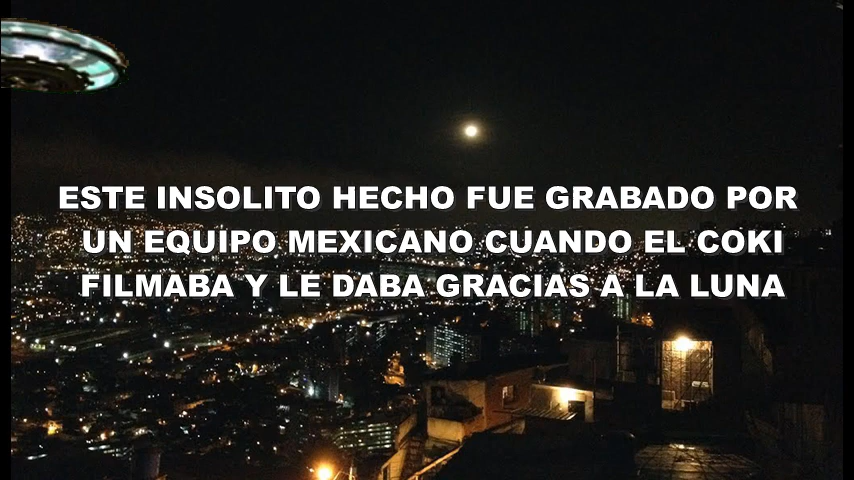 ESTE INSOLITO HECHO FUE GRABADO POR
UN EQUIPO MEXICANO CUANDO EL COKI
FILMABA Y LE DABA GRACIAS A LA LUNA